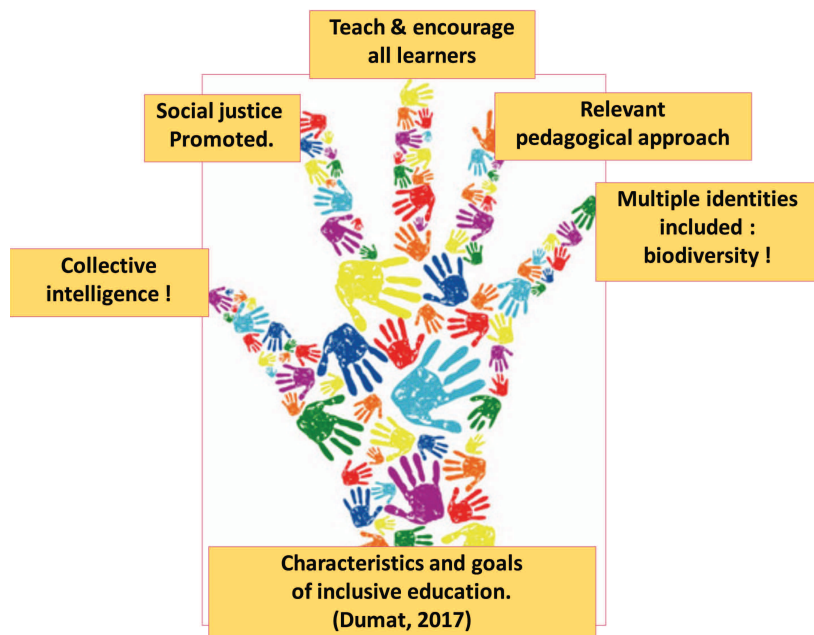 Teach & encourage
all learners
Social justice
Promoted.
Relevant
pedagogical approach
Multiple identities
included :
biodiversity !
Collective
intelligence !
Characteristics and goals
of inclusive education.
(Dumat, 2017)